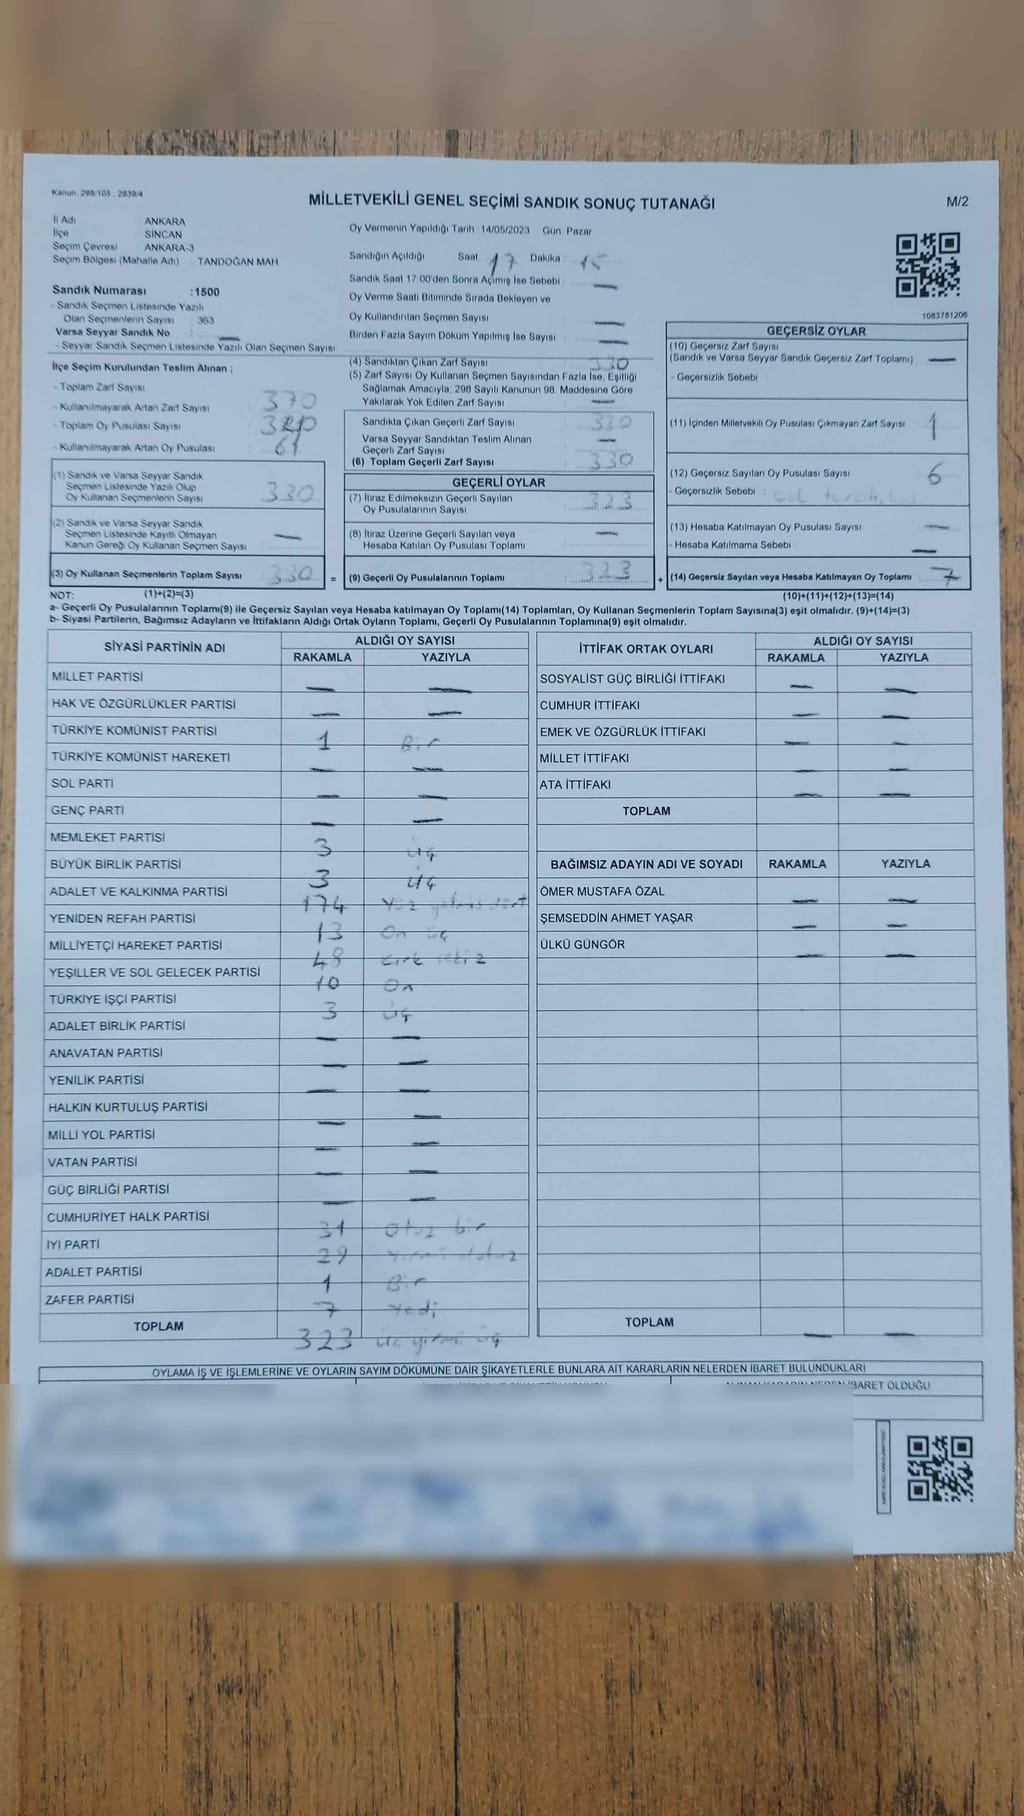 Kanun. 298/105 , 2839/4
MİLLETVEKİLİ GENEL SEÇİMİ SANDIK SONUÇ TUTANAĞI
M/2
İl Adı ANKARA
İlçe SİNCAN
Seçim Çevresi ANKARA-3
Seçim Bölgesi (Mahalle Adı) : TANDOĞAN MAH
Sandık Numarası :1500
- Sandık Seçmen Listesinde Yazılı
Olan Seçmenlerin Sayısı : 363
Varsa Seyyar Sandık No : —
- Seyyar Sandık Seçmen Listesinde Yazılı Olan Seçmen Sayısı
Oy Vermenin Yapıldığı Tarih 14/05/2023 Gün. Pazar
Sandığın Açıldığı Saat 17 Dakika : 15
Sandık Saat 17:00'den Sonra Açımış İse Sebebi : —
Oy Verme Saati Bitiminde Sırada Bekleyen ve
Oy Kullandırılan Seçmen Sayısı : —
Birden Fazla Sayım Döküm Yapılmış İse Sayısı : —
1083781206
İlçe Seçim Kurulundan Teslim Alınan ;
- Toplam Zarf Sayısı : 370
- Kullanılmayarak Artan Zarf Sayısı
- Toplam Oy Pusulası Sayısı
- Kullanılmayarak Artan Oy Pusulası : 61
(1) Sandık ve Varsa Seyyar Sandık
Seçmen Listesinde Yazılı Olup
Oy Kullanan Seçmenlerin Sayısı : 330
(2) Sandık ve Varsa Seyyar Sandık
Seçmen Listesinde Kayıtlı Olmayan
Kanun Gereği Oy Kullanan Seçmen Sayısı : —
(3) Oy Kullanan Seçmenlerin Toplam Sayısı : 330 =
(4) Sandıktan Çıkan Zarf Sayısı : 330
(5) Zarf Sayısı Oy Kullanan Seçmen Sayısından Fazla İse, Eşitliği
Sağlamak Amacıyla, 298 Sayılı Kanunun 98. Maddesine Göre
Yakılarak Yok Edilen Zarf Sayısı : —
Sandıkta Çıkan Geçerli Zarf Sayısı : 330
Varsa Seyyar Sandıktan Teslim Alınan
Geçerli Zarf Sayısı : —
(6) Toplam Geçerli Zarf Sayısı : 330
GEÇERLİ OYLAR
(7) İtiraz Edilmeksizin Geçerli Sayılan
Oy Pusulalarının Sayısı : 323
(8) İtiraz Üzerine Geçerli Sayılan veya
Hesaba Katılan Oy Pusulası Toplamı : —
(9) Geçerli Oy Pusulalarının Toplamı : 323 +
GEÇERSİZ OYLAR
(10) Geçersiz Zarf Sayısı
(Sandık ve Varsa Seyyar Sandık Geçersiz Zarf Toplamı) : —
- Geçersizlik Sebebi :
(11) İçinden Milletvekili Oy Pusulası Çıkmayan Zarf Sayısı : 1
(12) Geçersiz Sayılan Oy Pusulası Sayısı : 6
- Geçersizlik Sebebi :
(13) Hesaba Katılmayan Oy Pusulası Sayısı : —
- Hesaba Katılmama Sebebi : —
(14) Geçersiz Sayılan veya Hesaba Katılmayan Oy Toplamı : 7
NOT: (1)+(2)=(3)
(10)+(11)+(12)+(13)=(14)
a- Geçerli Oy Pusulalarının Toplamı(9) ile Geçersiz Sayılan veya Hesaba katılmayan Oy Toplamı(14) Toplamları, Oy Kullanan Seçmenlerin Toplam Sayısına(3) eşit olmalıdır. (9)+(14)=(3)
b- Siyasi Partilerin, Bağımsız Adayların ve İttifakların Aldığı Ortak Oyların Toplamı, Geçerli Oy Pusulalarının Toplamına(9) eşit olmalıdır.
SİYASİ PARTİNİN ADI ALDIĞI OY SAYISI
RAKAMLA YAZIYLA
MİLLET PARTİSİ — —
HAK VE ÖZGÜRLÜKLER PARTİSİ — —
TÜRKİYE KOMÜNİST PARTİSİ 1 Bir
TÜRKİYE KOMÜNİST HAREKETİ — —
SOL PARTİ — —
GENÇ PARTİ — —
MEMLEKET PARTİSİ 3 üç
BÜYÜK BİRLİK PARTİSİ 3 üç
ADALET VE KALKINMA PARTİSİ 174 Yüz yetmiş dört
YENİDEN REFAH PARTİSİ 13 On üç
MİLLİYETÇİ HAREKET PARTİSİ 48 kırk sekiz
YEŞİLLER VE SOL GELECEK PARTİSİ 10 On
TÜRKİYE İŞÇİ PARTİSİ 3 üç
ADALET BİRLİK PARTİSİ — —
ANAVATAN PARTİSİ — —
YENİLİK PARTİSİ — —
HALKIN KURTULUŞ PARTİSİ — —
MİLLİ YOL PARTİSİ — —
VATAN PARTİSİ — —
GÜÇ BİRLİĞİ PARTİSİ — —
CUMHURİYET HALK PARTİSİ 31 Otuz bir
İYİ PARTİ 29 Yirmi dokuz
ADALET PARTİSİ 1 Bir
ZAFER PARTİSİ 7 Yedi
TOPLAM 323 üç yirmi üç
İTTİFAK ORTAK OYLARI ALDIĞI OY SAYISI
RAKAMLA YAZIYLA
SOSYALİST GÜÇ BİRLİĞİ İTTİFAKI — —
CUMHUR İTTİFAKI — —
EMEK VE ÖZGÜRLÜK İTTİFAKI — —
MİLLET İTTİFAKI — —
ATA İTTİFAKI — —
TOPLAM
BAĞIMSIZ ADAYIN ADI VE SOYADI RAKAMLA YAZIYLA
ÖMER MUSTAFA ÖZAL — —
ŞEMSEDDİN AHMET YAŞAR — —
ÜLKÜ GÜNGÖR — —
TOPLAM — —
OYLAMA İŞ VE İŞLEMLERİNE VE OYLARIN SAYIM DÖKÜMÜNE DAİR ŞİKAYETLERLE BUNLARA AİT KARARLARIN NELERDEN İBARET BULUNDUKLARI
İBARET OLDUĞU